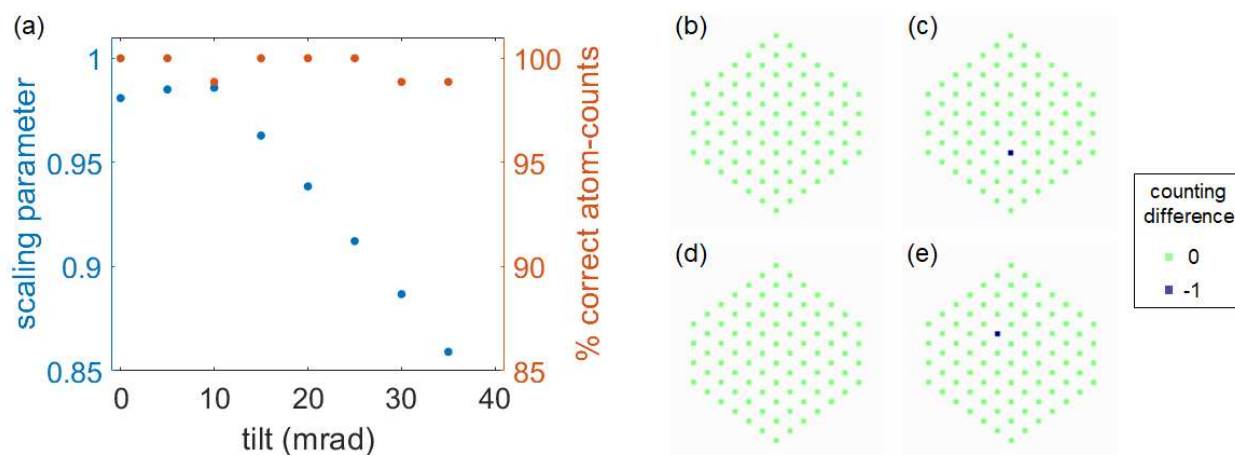 (a)
scaling parameter
1
0.95
0.9
0.85
0
10
20
30
40
tilt (mrad)
100
95
90
85
% correct atom-counts
(b)
(c)
(d)
(e)
counting
difference
0
-1